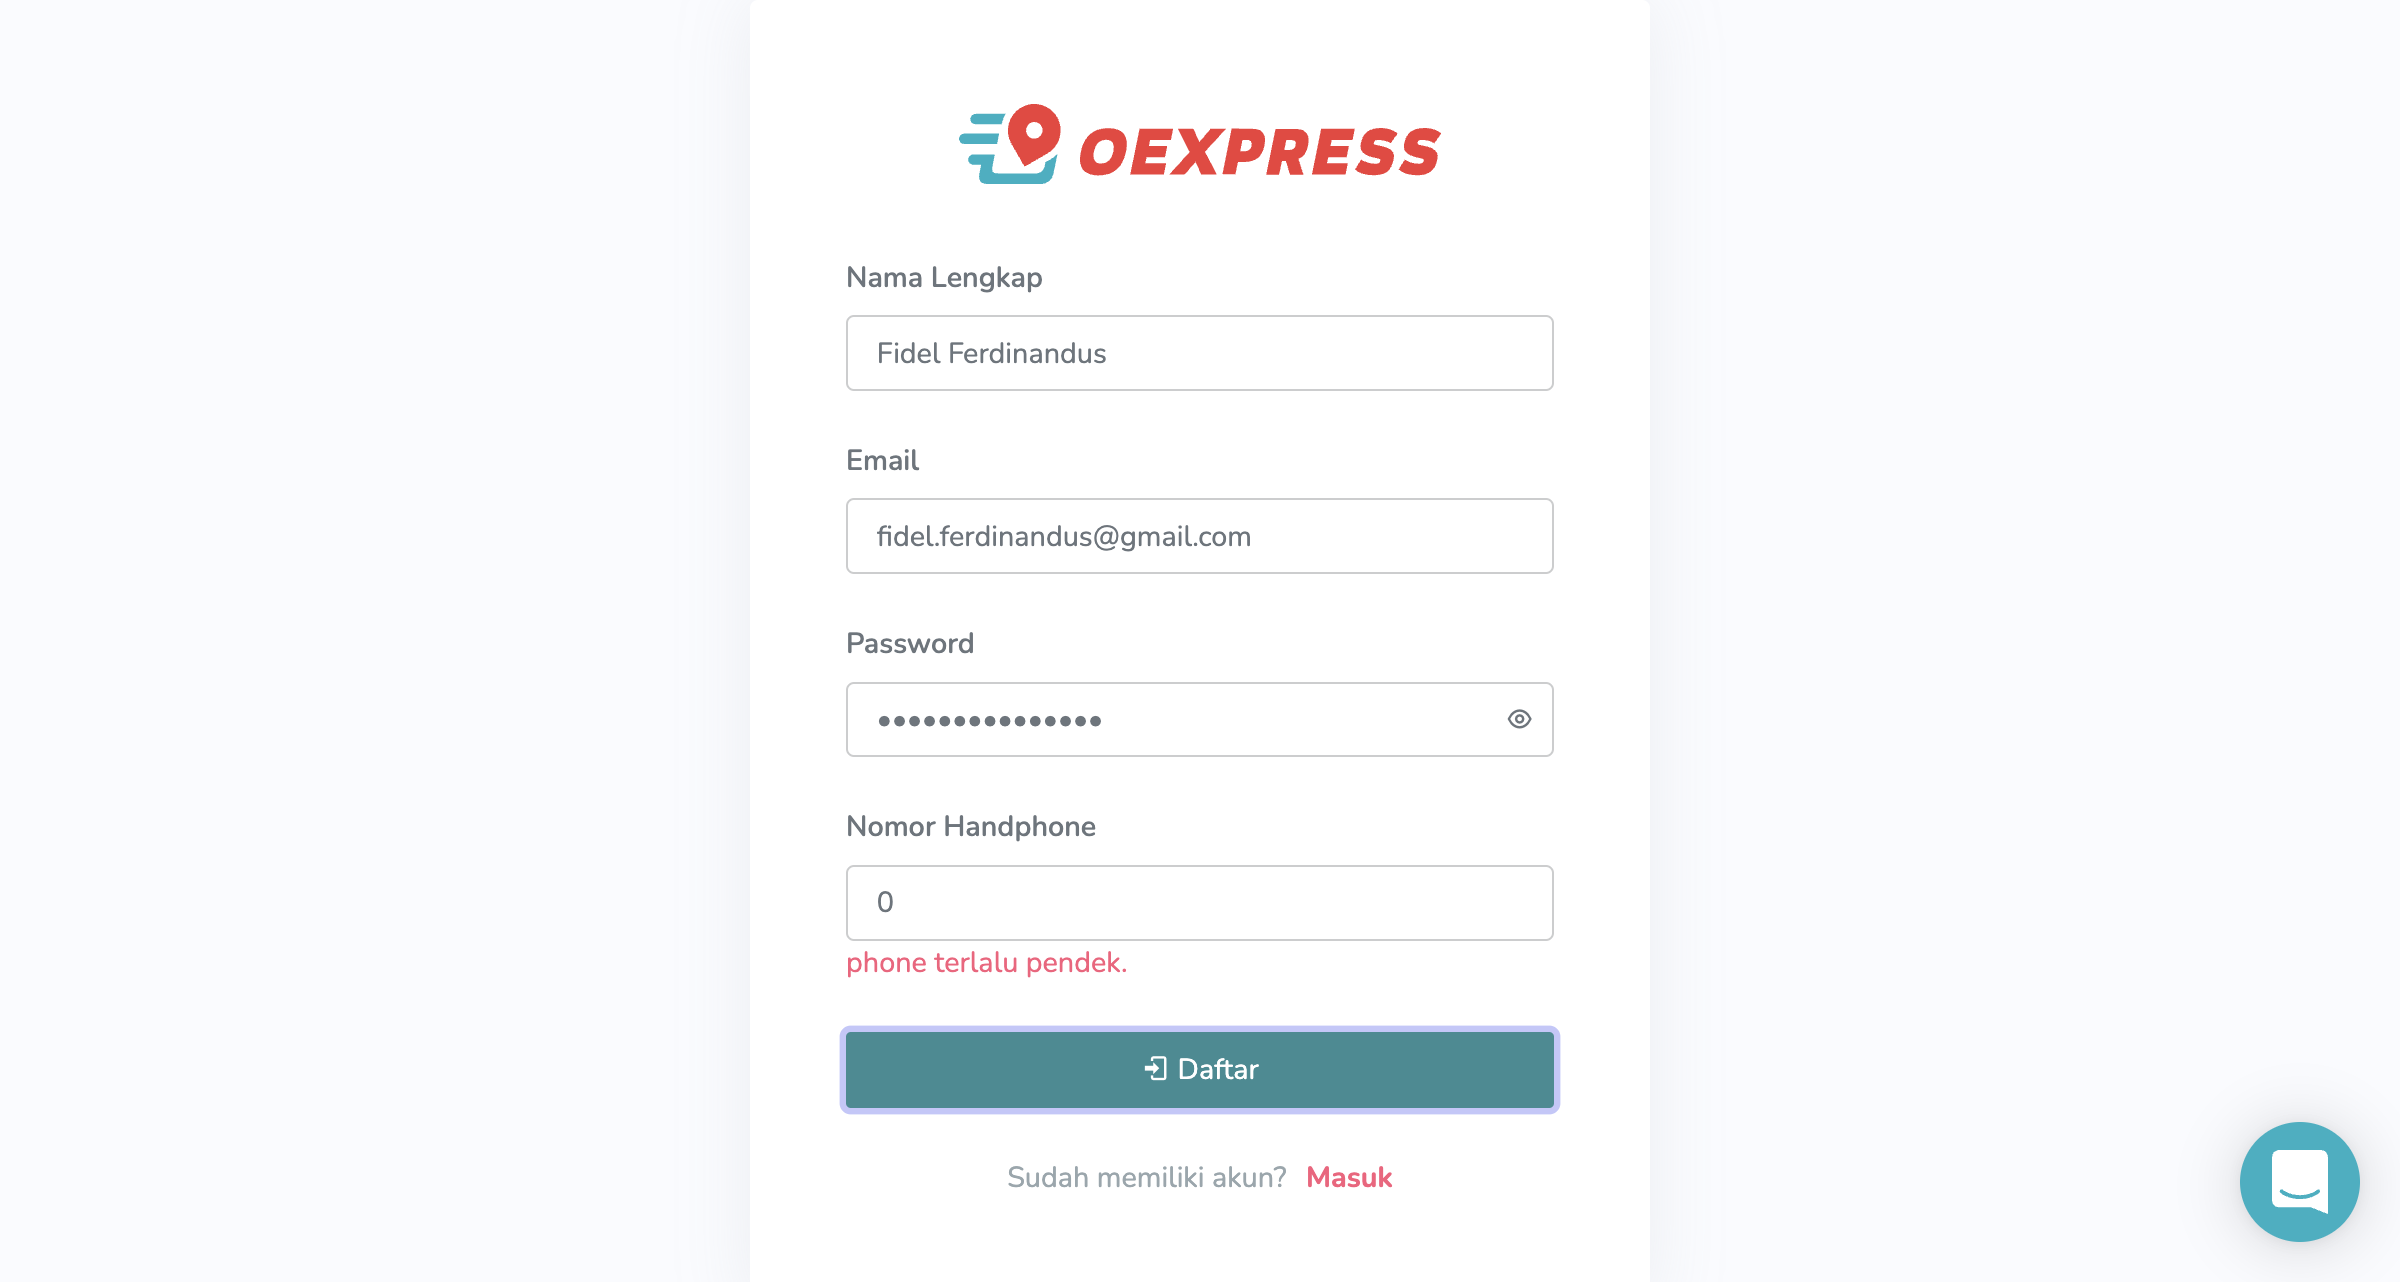 OEXPRESS
Nama Lengkap
Fidel Ferdinandus
Email
fidel.ferdinandus@gmail.com
Password
•••••••••••••••
Nomor Handphone
0
phone terlalu pendek.
Daftar
Sudah memiliki akun? Masuk